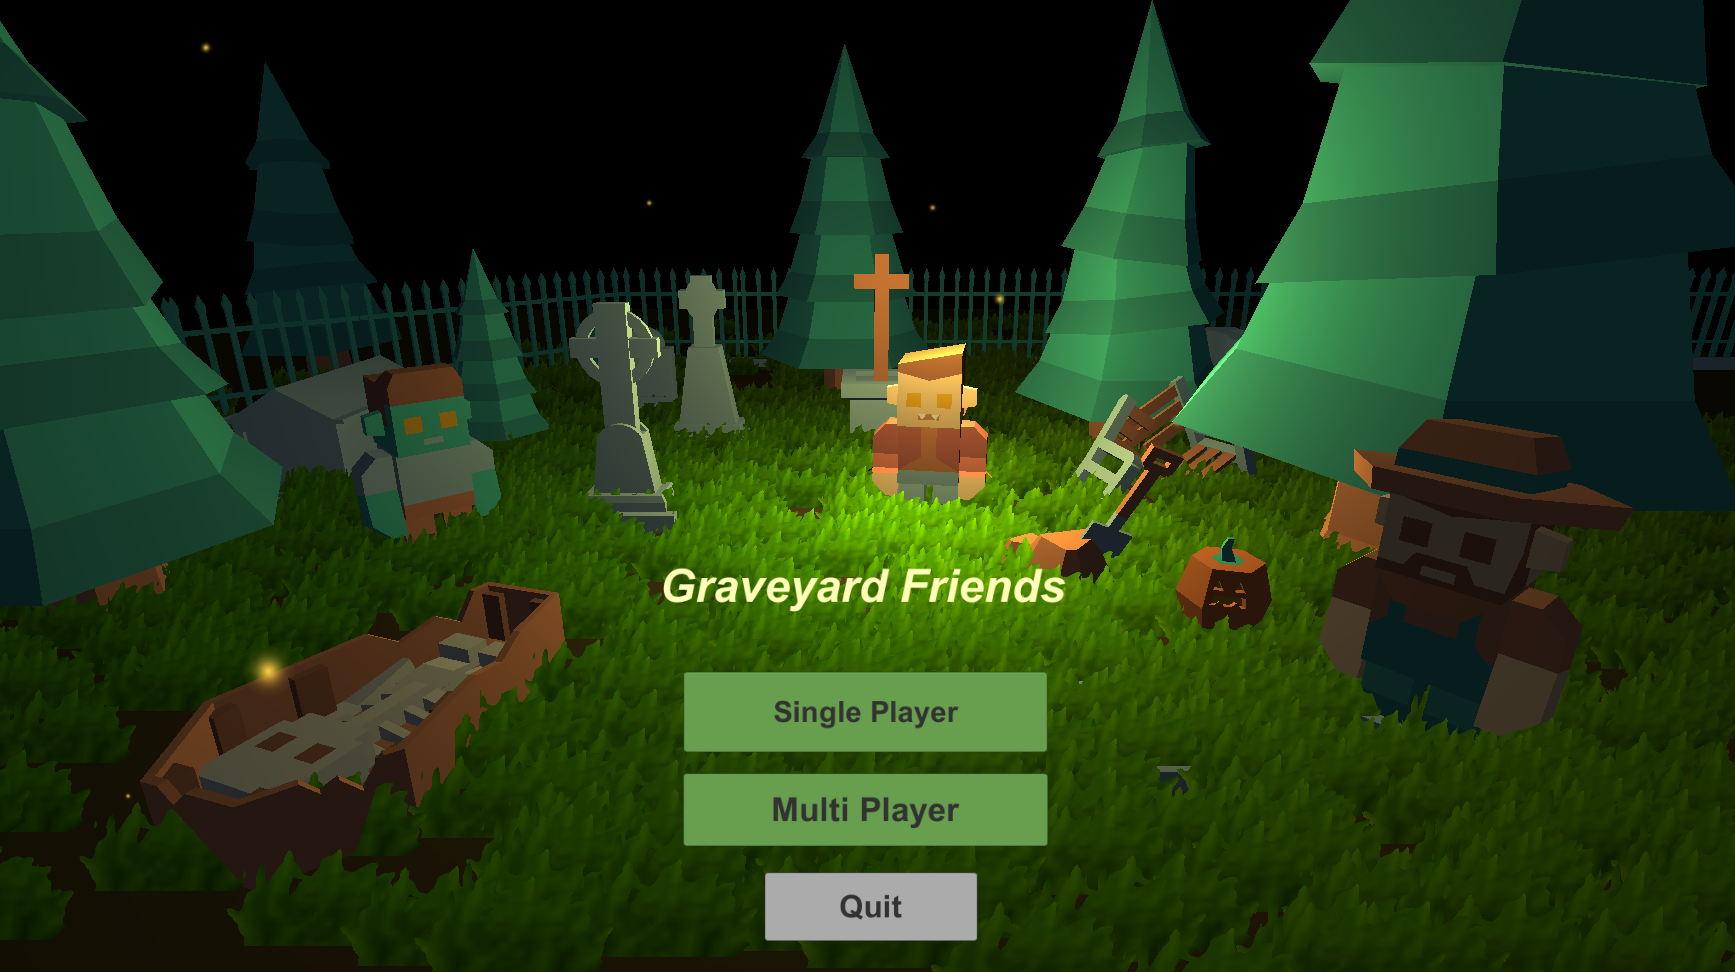 Graveyard Friends
Single Player
Multi Player
Quit